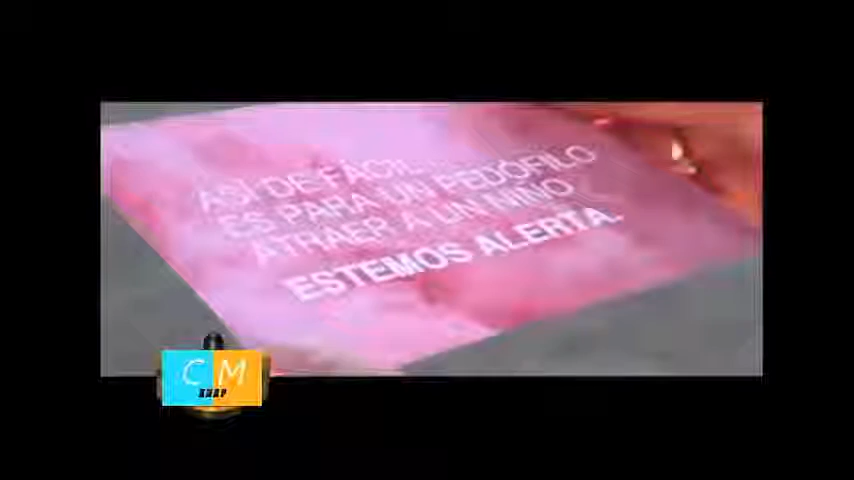 ASÍ DE FÁCIL
ES PARA UN PEDÓFILO
ATRAER A UN NIÑO.
ESTEMOS ALERTA.
CM